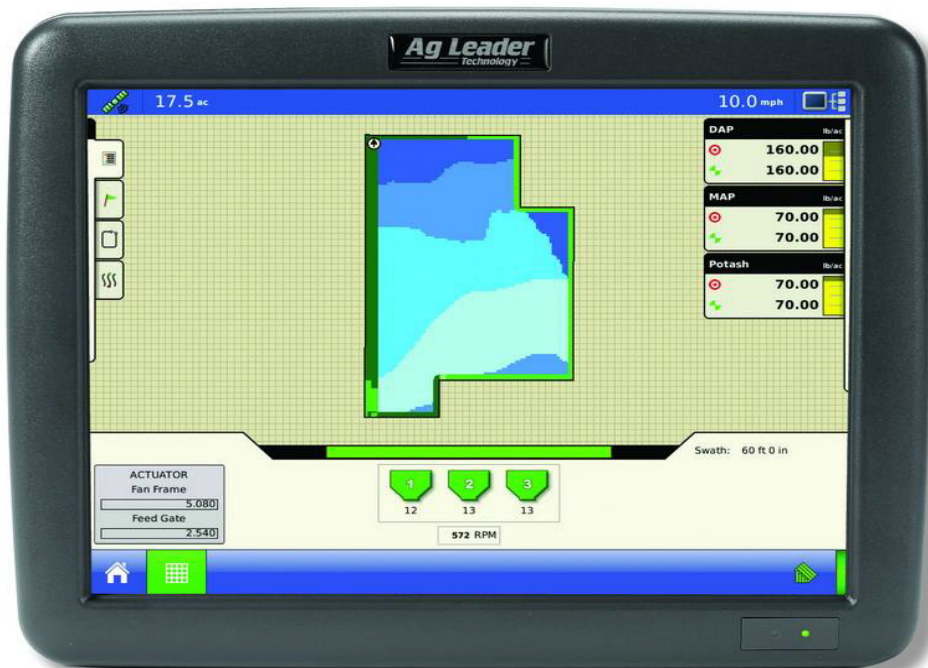 Ag Leader
Technology
17.5 ac
10.0 mph
DAP lb/ac
160.00
160.00
MAP lb/ac
70.00
70.00
Potash lb/ac
70.00
70.00
Swath: 60 ft 0 in
ACTUATOR
Fan Frame
5.080
Feed Gate
2.540
1 2 3
12 13 13
572 RPM